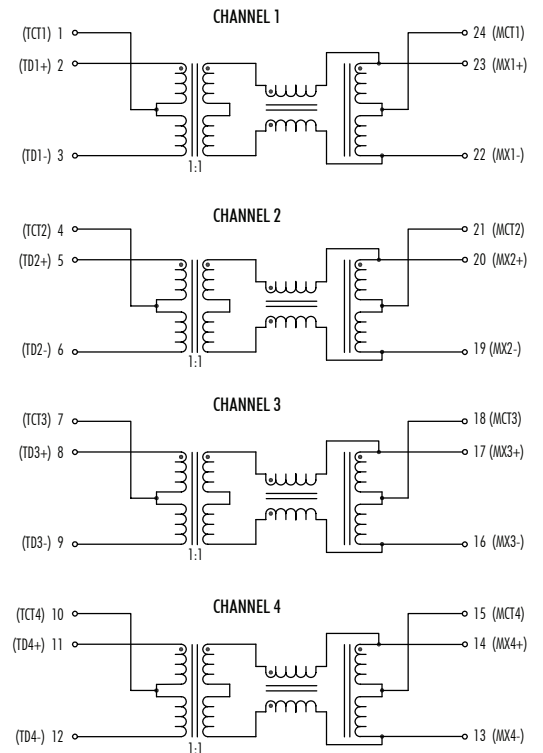 CHANNEL 1
(TCT1) 1
24 (MCT1)
(TD1+) 2
23 (MX1+)
(TD1-) 3
22 (MX1-)
1:1
CHANNEL 2
(TCT2) 4
21 (MCT2)
(TD2+) 5
20 (MX2+)
(TD2-) 6
19 (MX2-)
1:1
CHANNEL 3
(TCT3) 7
18 (MCT3)
(TD3+) 8
17 (MX3+)
(TD3-) 9
16 (MX3-)
1:1
CHANNEL 4
(TCT4) 10
15 (MCT4)
(TD4+) 11
14 (MX4+)
(TD4-) 12
13 (MX4-)
1:1